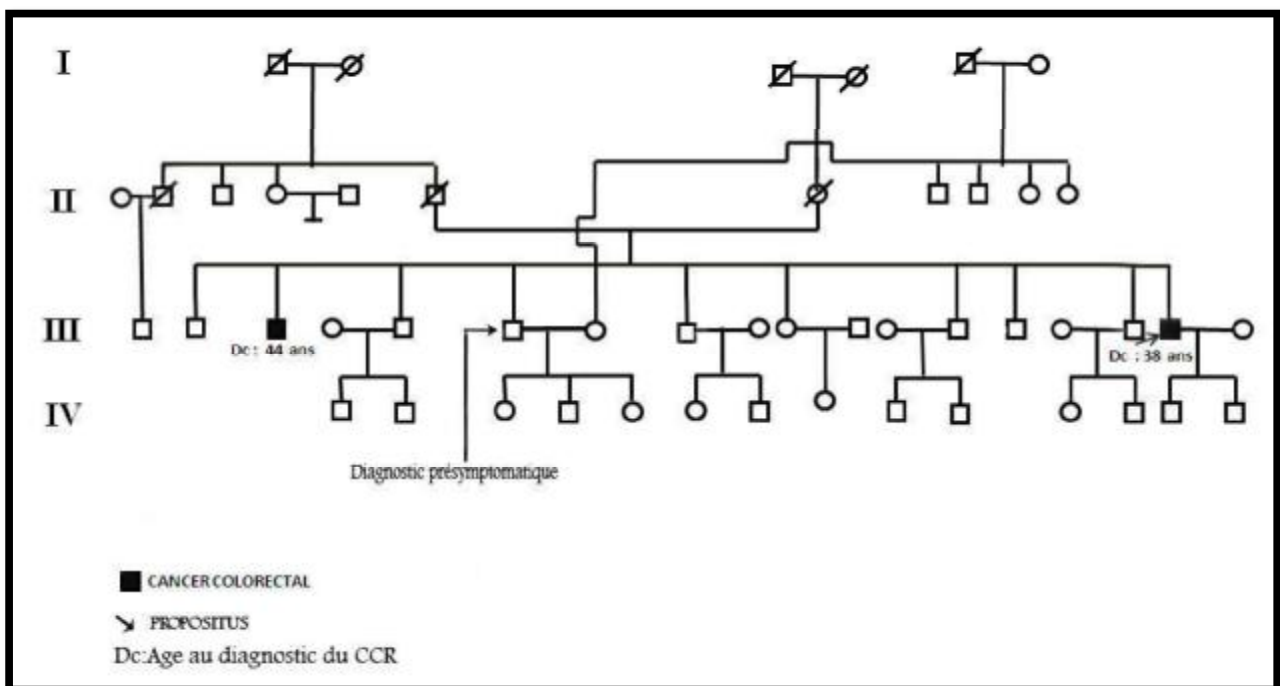 I
II
III
Dc : 44 ans
Dc : 38 ans
IV
Diagnostic présymptomatique
CANCER COLORECTAL
PROPOSITUS
Dc:Age au diagnostic du CCR